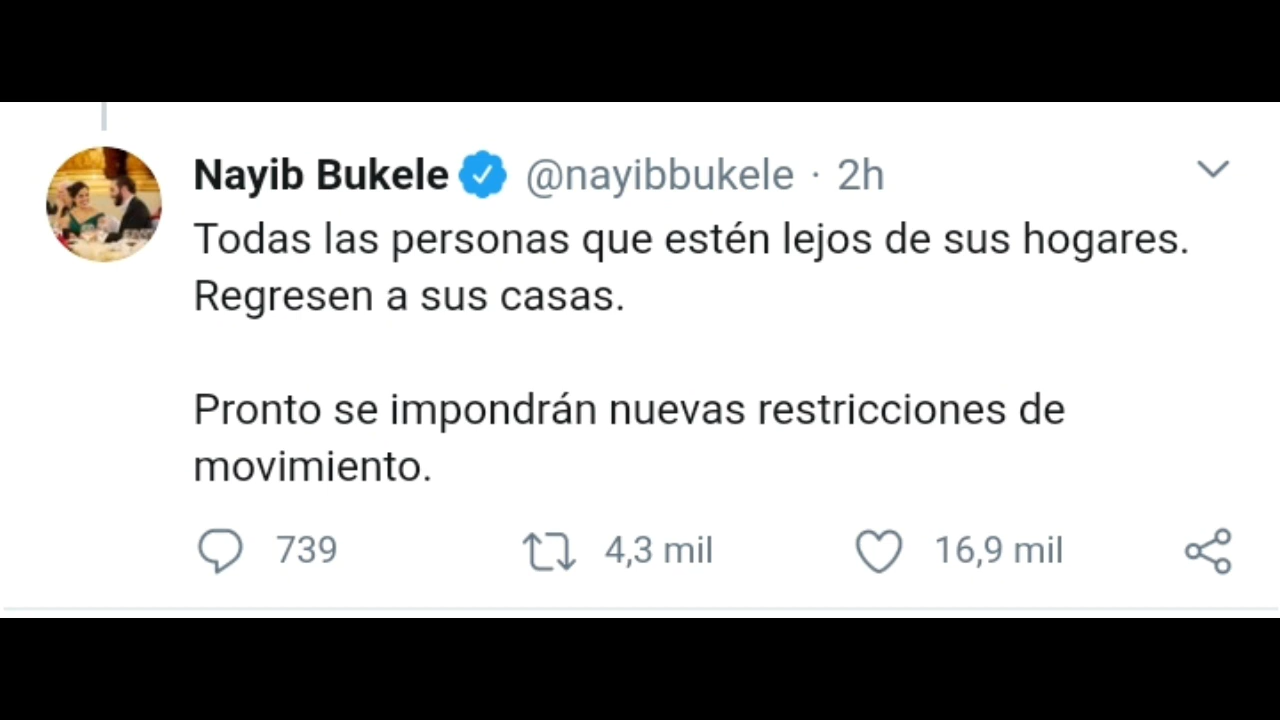 Nayib Bukele @nayibbukele · 2h
Todas las personas que estén lejos de sus hogares.
Regresen a sus casas.
Pronto se impondrán nuevas restricciones de
movimiento.
739 4,3 mil 16,9 mil